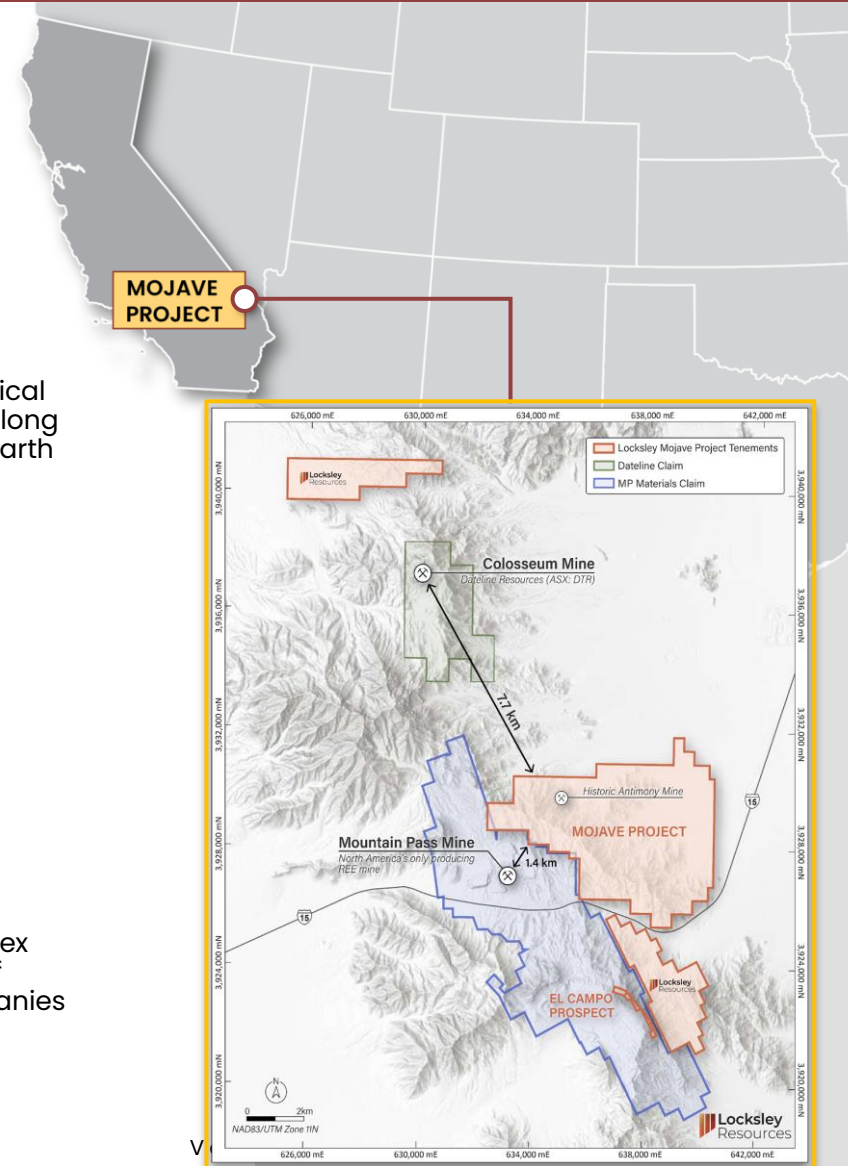 MOJAVE
PROJECT
ical
long
arth
626,000 mE 630,000 mE 634,000 mE 638,000 mE 642,000 mE
Locksley Mojave Project Tenements
Dateline Claim
MP Materials Claim
Locksley
Resources
3,940,000 mN
3,940,000 mN
Colosseum Mine
Dateline Resources (ASX: DTR)
3,936,000 mN
3,936,000 mN
7.7 km
3,932,000 mN
3,932,000 mN
Historic Antimony Mine
15
MOJAVE PROJECT
Mountain Pass Mine
North America's only producing
REE mine
1.4 km
3,928,000 mN
3,928,000 mN
15
ex
anies
3,924,000 mN
3,924,000 mN
Locksley
Resources
EL CAMPO
PROSPECT
3,920,000 mN
3,920,000 mN
N
0 2km
NAD83/UTM Zone 11N
Locksley
Resources
V
626,000 mE 630,000 mE 634,000 mE 638,000 mE 642,000 mE